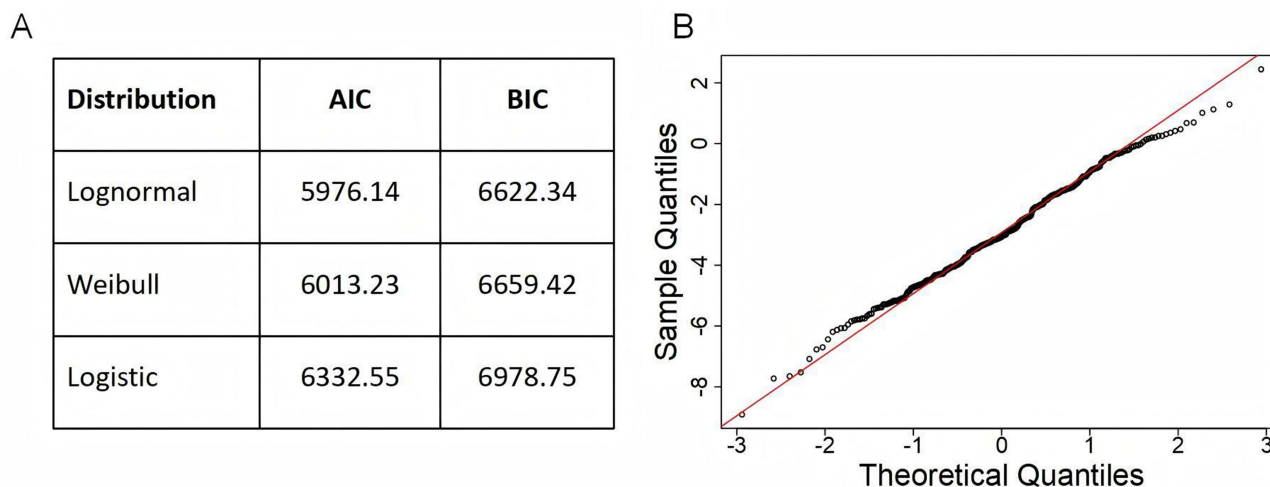 A
Distribution AIC BIC
Lognormal 5976.14 6622.34
Weibull 6013.23 6659.42
Logistic 6332.55 6978.75
B
Sample Quantiles
2
0
-2
-4
-6
-8
-3 -2 -1 0 1 2 3
Theoretical Quantiles